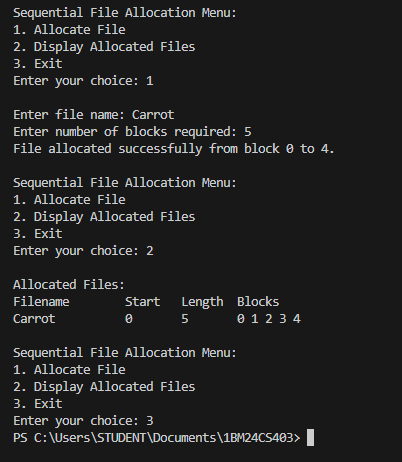 Sequential File Allocation Menu:
1. Allocate File
2. Display Allocated Files
3. Exit
Enter your choice: 1

Enter file name: Carrot
Enter number of blocks required: 5
File allocated successfully from block 0 to 4.

Sequential File Allocation Menu:
1. Allocate File
2. Display Allocated Files
3. Exit
Enter your choice: 2

Allocated Files:
Filename        Start   Length  Blocks
Carrot          0       5       0 1 2 3 4

Sequential File Allocation Menu:
1. Allocate File
2. Display Allocated Files
3. Exit
Enter your choice: 3
PS C:\Users\STUDENT\Documents\1BM24CS403>